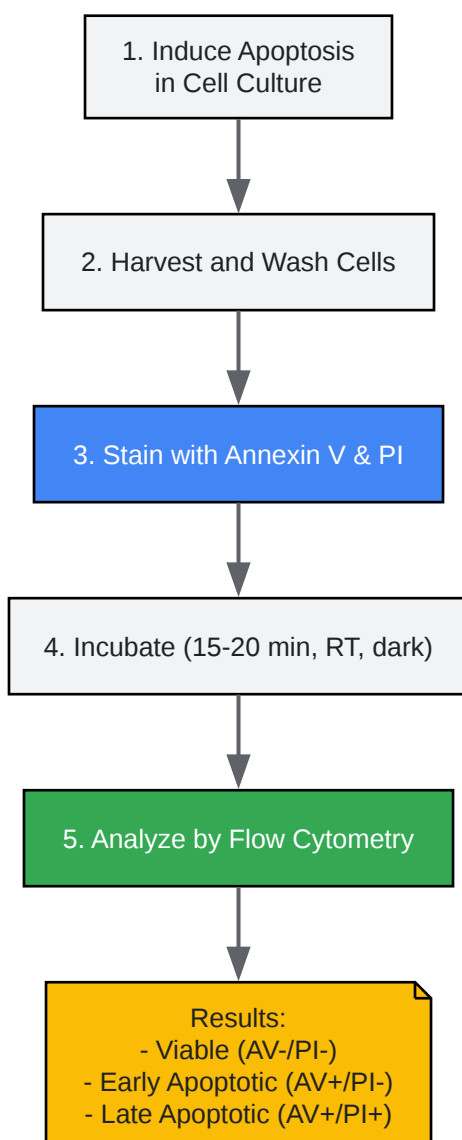 1. Induce Apoptosis
in Cell Culture
2. Harvest and Wash Cells
3. Stain with Annexin V & PI
4. Incubate (15-20 min, RT, dark)
5. Analyze by Flow Cytometry
Results:
- Viable (AV-/PI-)
- Early Apoptotic (AV+/PI-)
- Late Apoptotic (AV+/PI+)